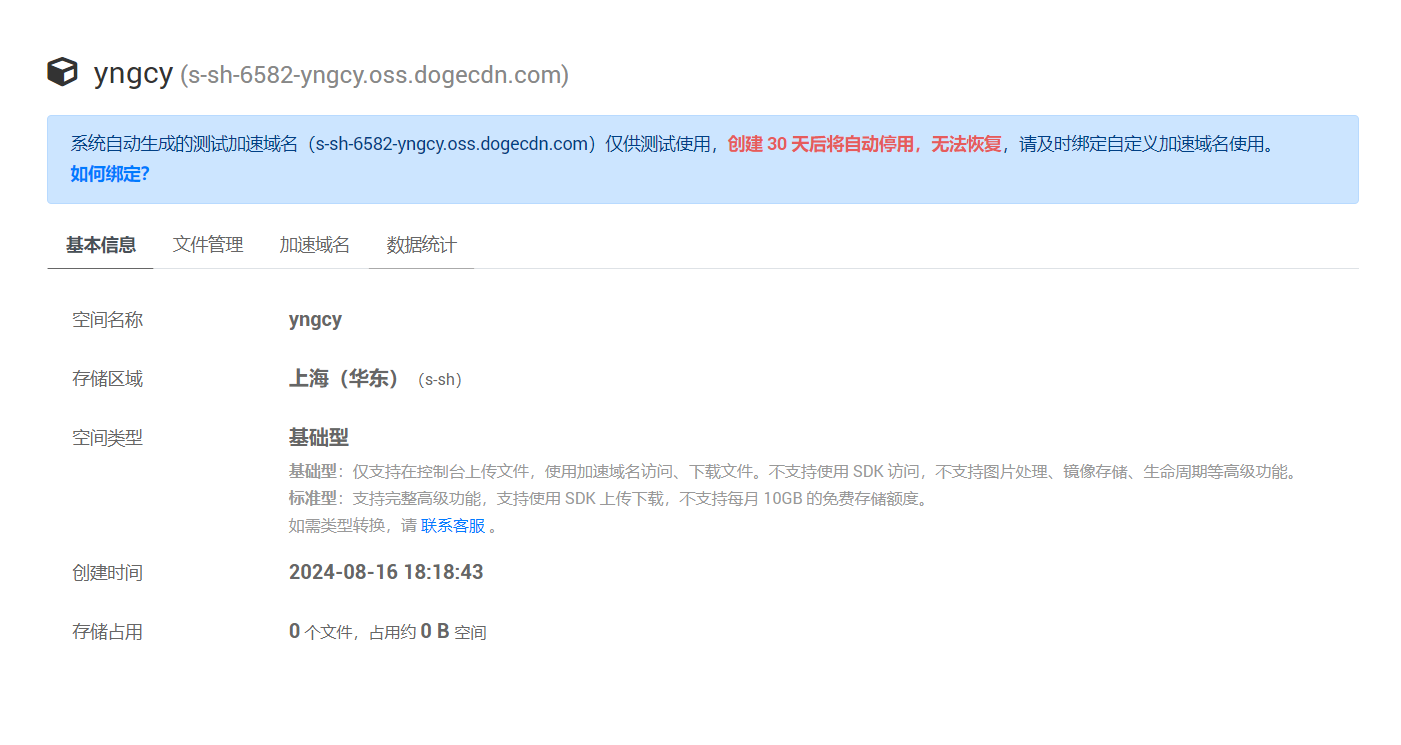 yngcy (s-sh-6582-yngcy.oss.dogecdn.com)
系统自动生成的测试加速域名（s-sh-6582-yngcy.oss.dogecdn.com）仅供测试使用，创建 30 天后将自动停用，无法恢复，请及时绑定自定义加速域名使用。
如何绑定?
基本信息 文件管理 加速域名 数据统计
空间名称 yngcy
存储区域 上海（华东）（s-sh）
空间类型 基础型
基础型：仅支持在控制台上传文件，使用加速域名访问、下载文件。不支持使用 SDK 访问，不支持图片处理、镜像存储、生命周期等高级功能。
标准型：支持完整高级功能，支持使用 SDK 上传下载，不支持每月 10GB 的免费存储额度。
如需类型转换，请 联系客服 。
创建时间 2024-08-16 18:18:43
存储占用 0 个文件，占用约 0 B 空间